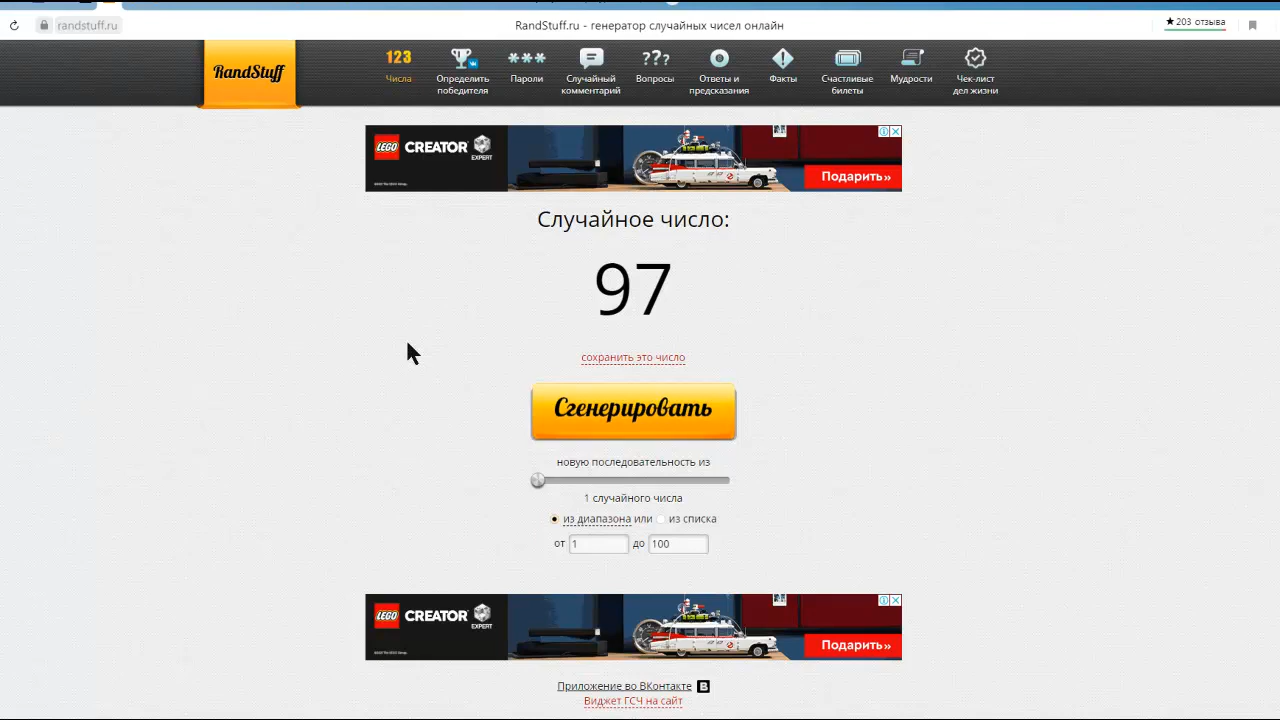 randstuff.ru
RandStuff.ru - генератор случайных чисел онлайн
★ 203 отзыва
RandStuff
123
Числа
Определить
победителя
***
Пароли
Случайный
комментарий
???
Вопросы
Ответы и
предсказания
Факты
Счастливые
билеты
Мудрости
Чек-лист
дел жизни
LEGO CREATOR EXPERT
Подарить»
Случайное число:
97
сохранить это число
Сгенерировать
новую последовательность из
1 случайного числа
из диапазона или из списка
от 1 до 100
LEGO CREATOR EXPERT
Подарить»
Приложение во ВКонтакте B
Виджет ГСЧ на сайт